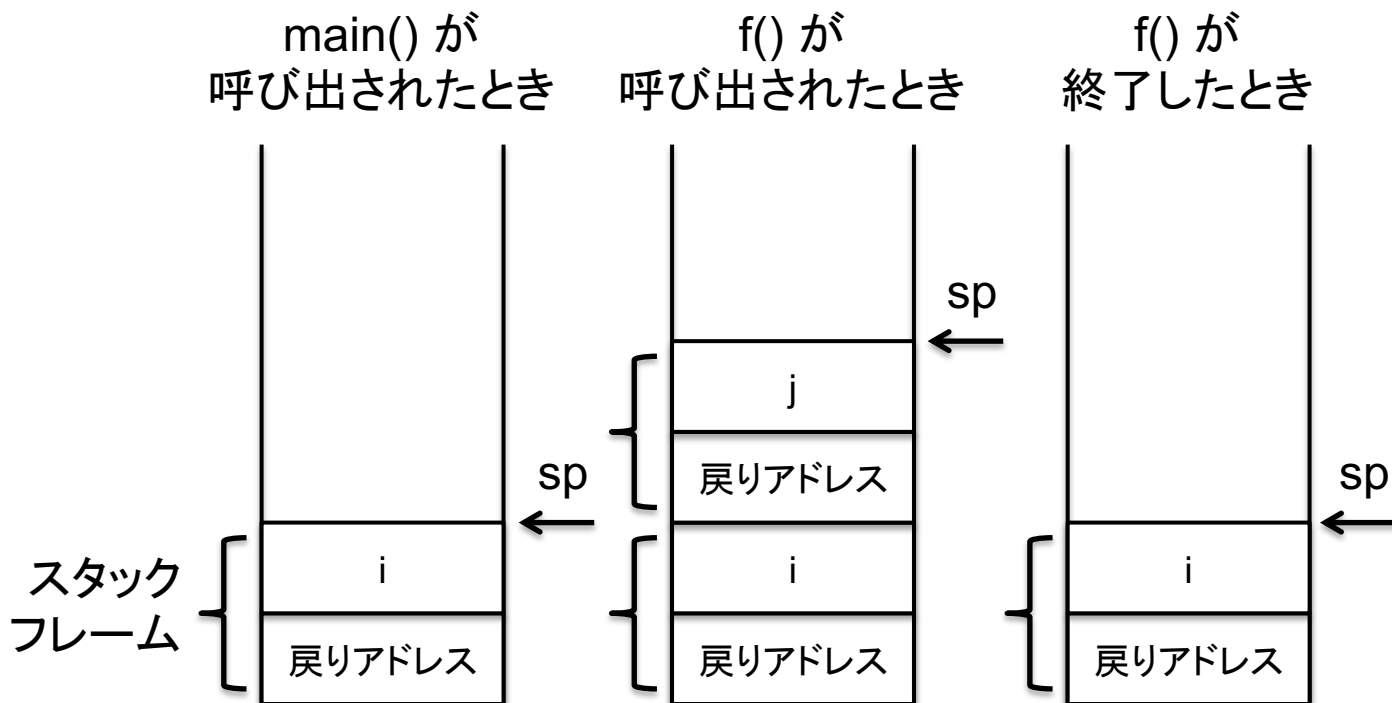 main() が
呼び出されたとき
f() が
呼び出されたとき
f() が
終了したとき
sp
j
戻りアドレス
sp
sp
i
i
i
スタック
フレーム
戻りアドレス
戻りアドレス
戻りアドレス